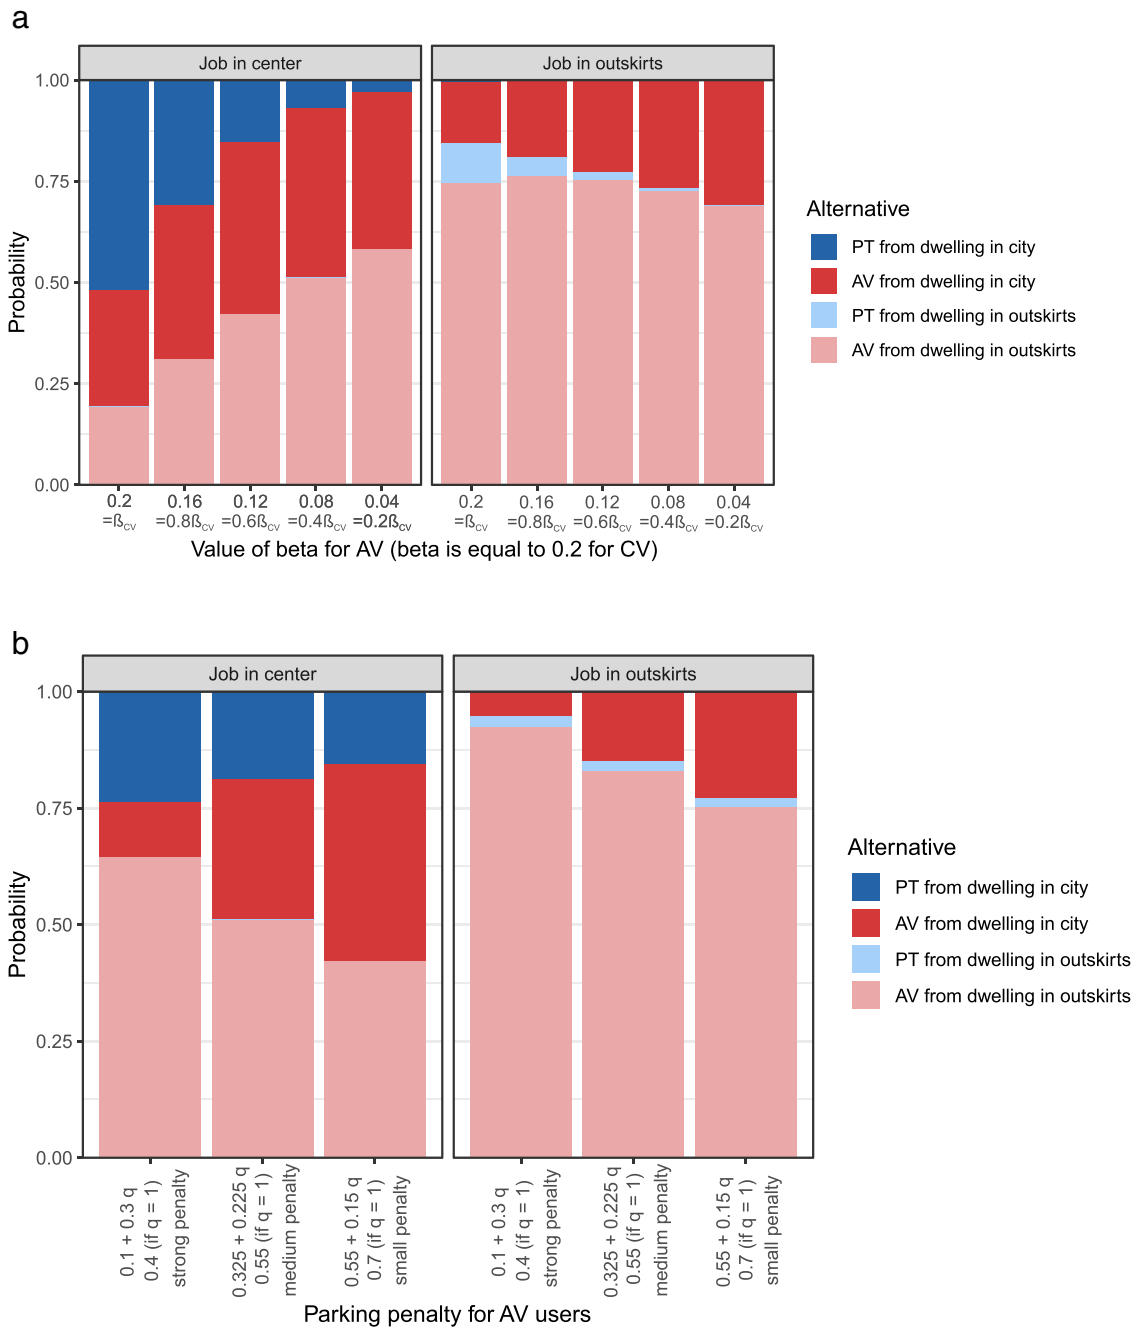 a
Job in center
Job in outskirts
1.00
0.75
0.50
0.25
0.00
Probability
0.2 0.16 0.12 0.08 0.04
=ß_CV =0.8ß_CV =0.6ß_CV =0.4ß_CV =0.2ß_CV
0.2 0.16 0.12 0.08 0.04
=ß_CV =0.8ß_CV =0.6ß_CV =0.4ß_CV =0.2ß_CV
Value of beta for AV (beta is equal to 0.2 for CV)
Alternative
PT from dwelling in city
AV from dwelling in city
PT from dwelling in outskirts
AV from dwelling in outskirts
b
Job in center
Job in outskirts
1.00
0.75
0.50
0.25
0.00
Probability
0.1 + 0.3 q
0.4 (if q = 1)
strong penalty
0.325 + 0.225 q
0.55 (if q = 1)
medium penalty
0.55 + 0.15 q
0.7 (if q = 1)
small penalty
0.1 + 0.3 q
0.4 (if q = 1)
strong penalty
0.325 + 0.225 q
0.55 (if q = 1)
medium penalty
0.55 + 0.15 q
0.7 (if q = 1)
small penalty
Parking penalty for AV users
Alternative
PT from dwelling in city
AV from dwelling in city
PT from dwelling in outskirts
AV from dwelling in outskirts